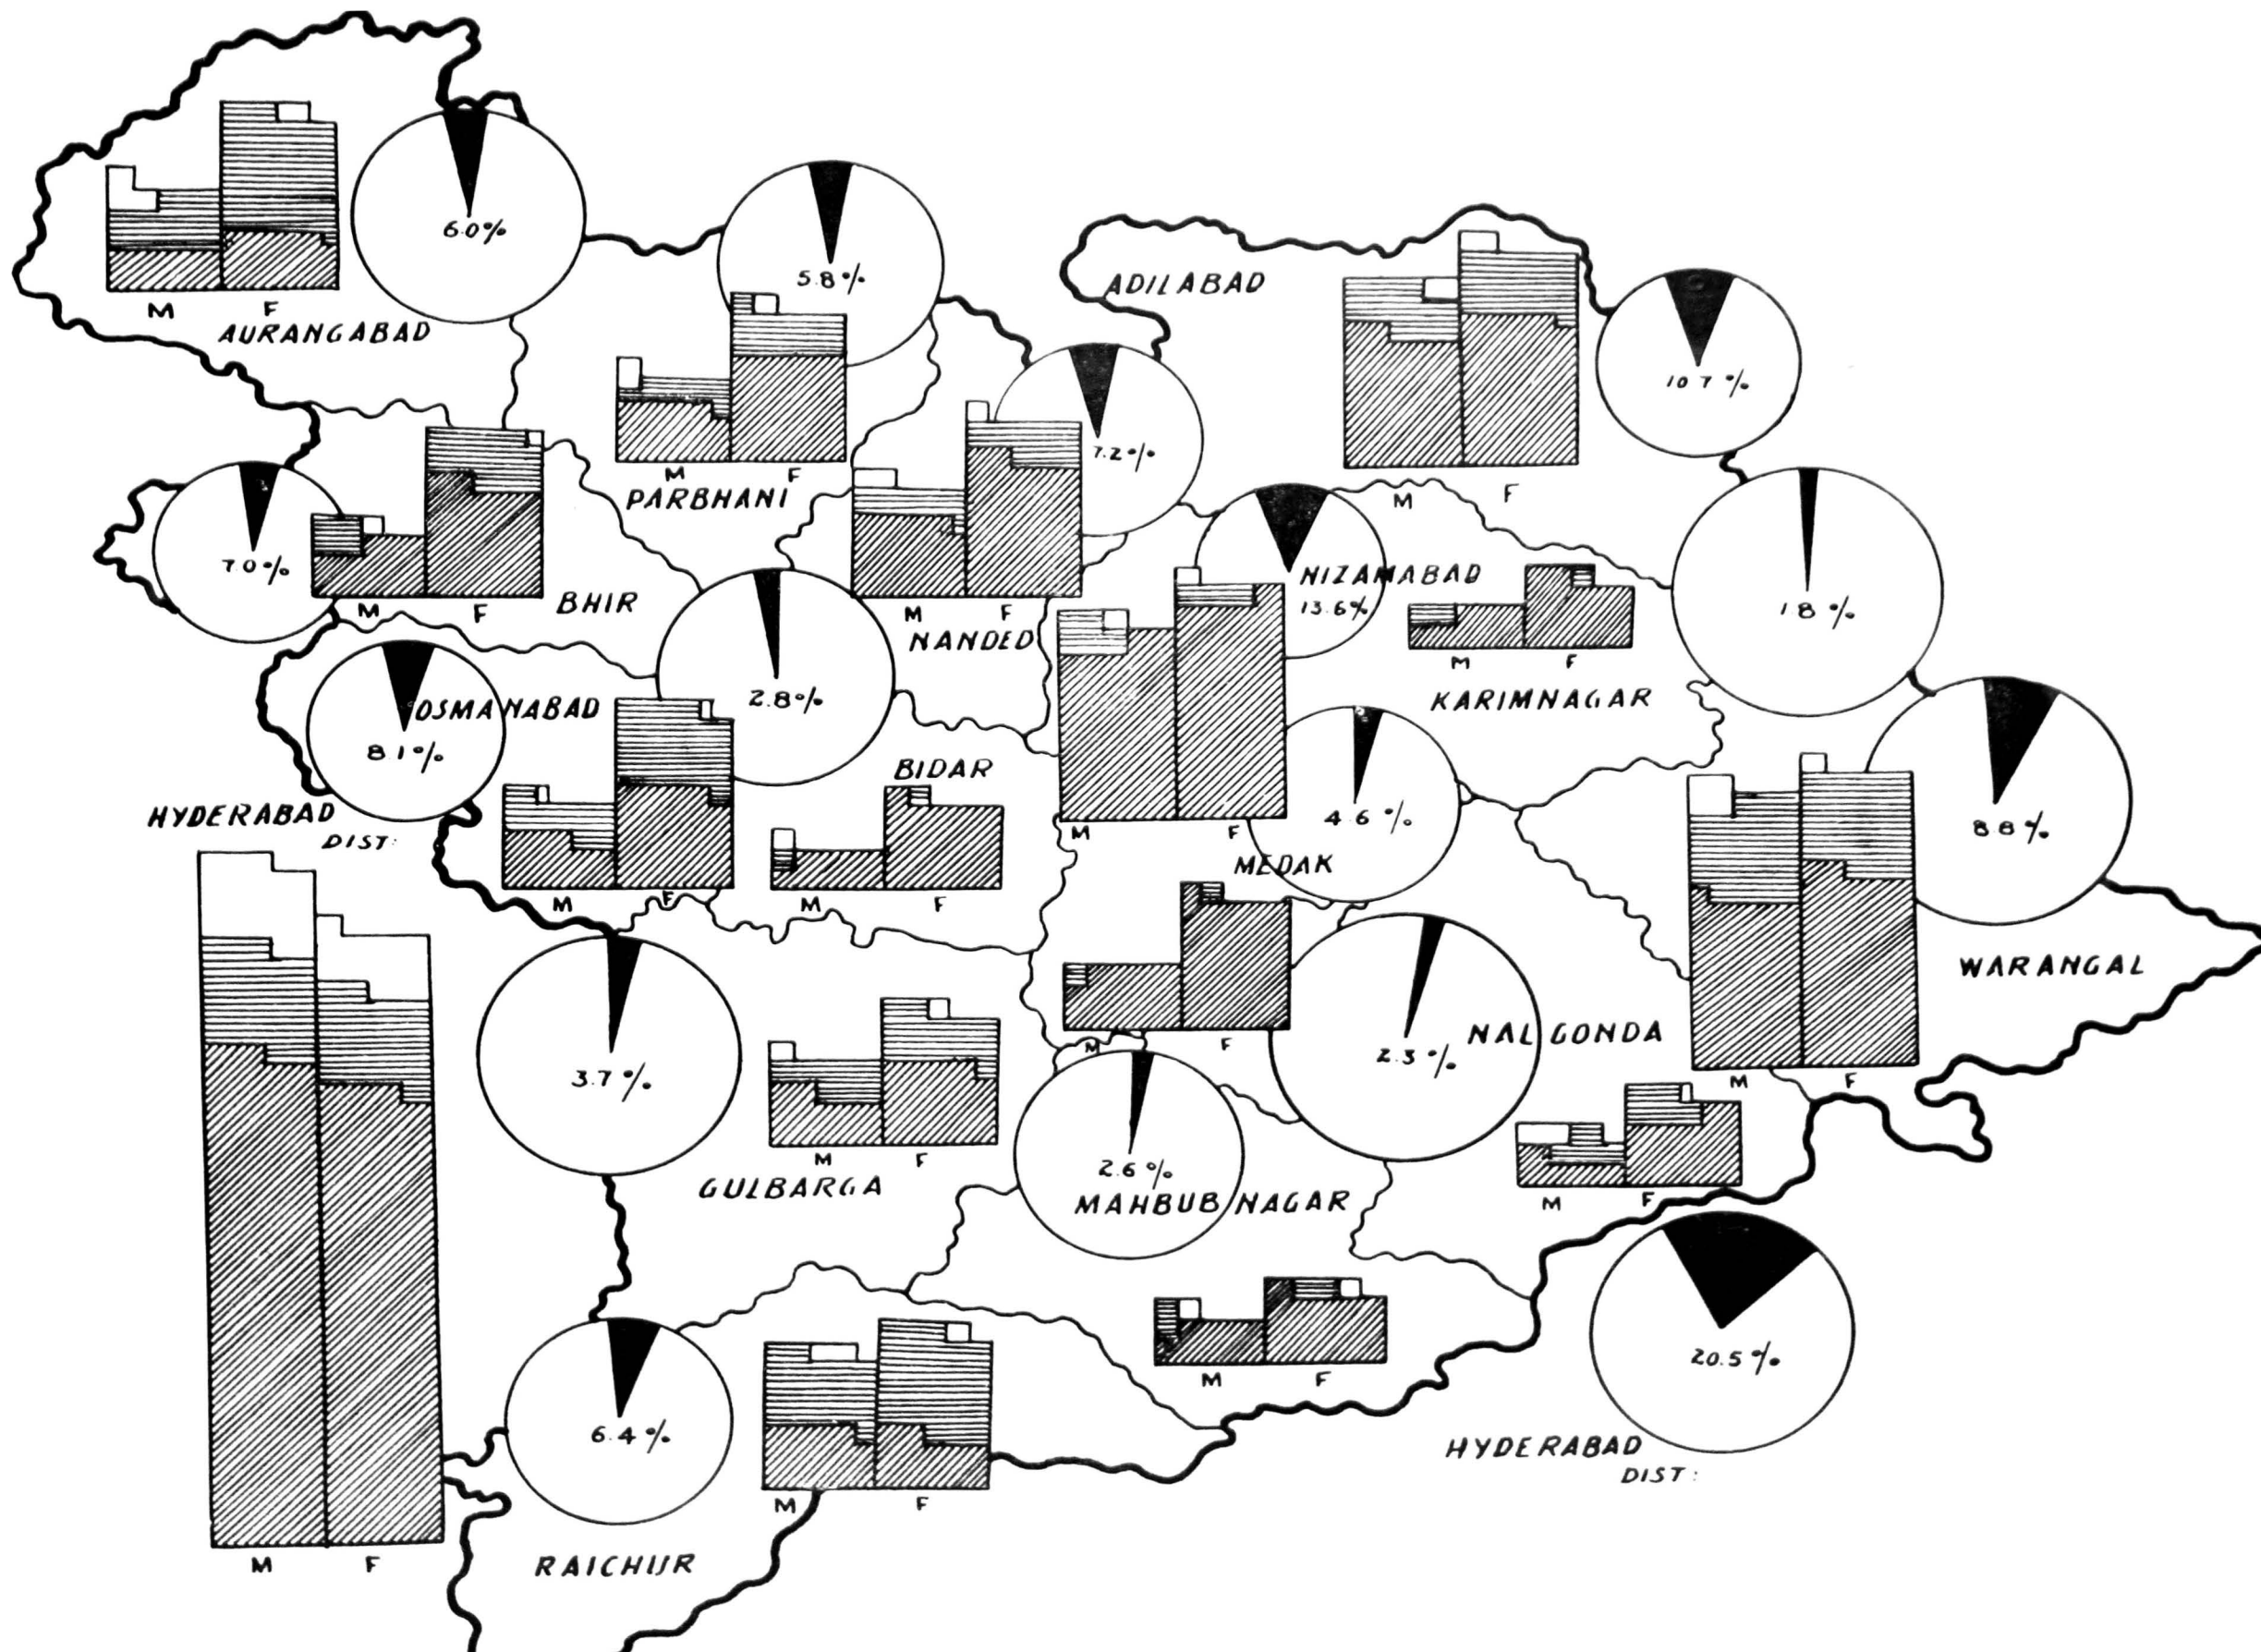 6.0%
M F
AURANGABAD
5.8%
M F
PARBHANI
ADILABAD
M F
10.7%
7.2%
M F
NANDED
7.0%
M F
BHIR
NIZAMABAD
13.6%
M F
M F
KARIMNAGAR
1.8%
OSMANABAD
8.1%
M F
2.8%
BIDAR
M F
4.6%
MEDAK
M F
8.8%
WARANGAL
M F
HYDERABAD
DIST:
M F
3.7%
M F
GULBARGA
2.3%
NALGONDA
M F
2.6%
MAHBUBNAGAR
M F
6.4%
M F
RAICHUR
20.5%
HYDERABAD
DIST: